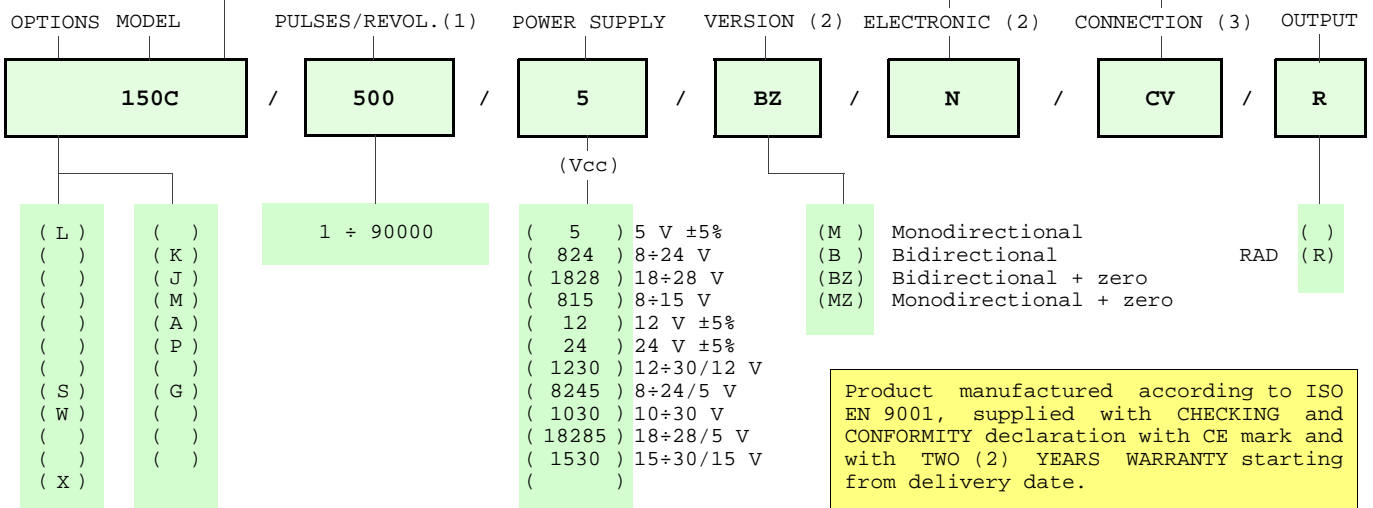 OPTIONS MODEL PULSES/REVOL.(1) POWER SUPPLY VERSION (2) ELECTRONIC (2) CONNECTION (3) OUTPUT
150C / 500 / 5 / BZ / N / CV / R
(Vcc)
( L ) ( ) 1 ÷ 90000 ( 5 ) 5 V ±5% (M ) Monodirectional ( )
( ) ( K ) ( 824 ) 8÷24 V (B ) Bidirectional RAD (R)
( ) ( J ) ( 1828 ) 18÷28 V (BZ) Bidirectional + zero
( ) ( M ) ( 815 ) 8÷15 V (MZ) Monodirectional + zero
( ) ( A ) ( 12 ) 12 V ±5%
( ) ( P ) ( 24 ) 24 V ±5%
( ) ( 1230 ) 12÷30/12 V
( S ) ( G ) ( 8245 ) 8÷24/5 V
( W ) ( ) ( 1030 ) 10÷30 V
( ) ( ) ( 18285 ) 18÷28/5 V
( ) ( ) ( 1530 ) 15÷30/15 V
( X ) ( )
Product manufactured according to ISO
EN 9001, supplied with CHECKING and
CONFORMITY declaration with CE mark and
with TWO (2) YEARS WARRANTY starting
from delivery date.